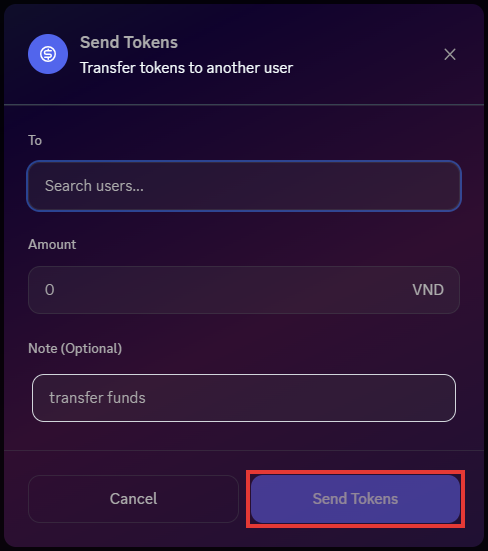 Send Tokens
Transfer tokens to another user
To
Search users...
Amount
0 VND
Note (Optional)
transfer funds
Cancel Send Tokens